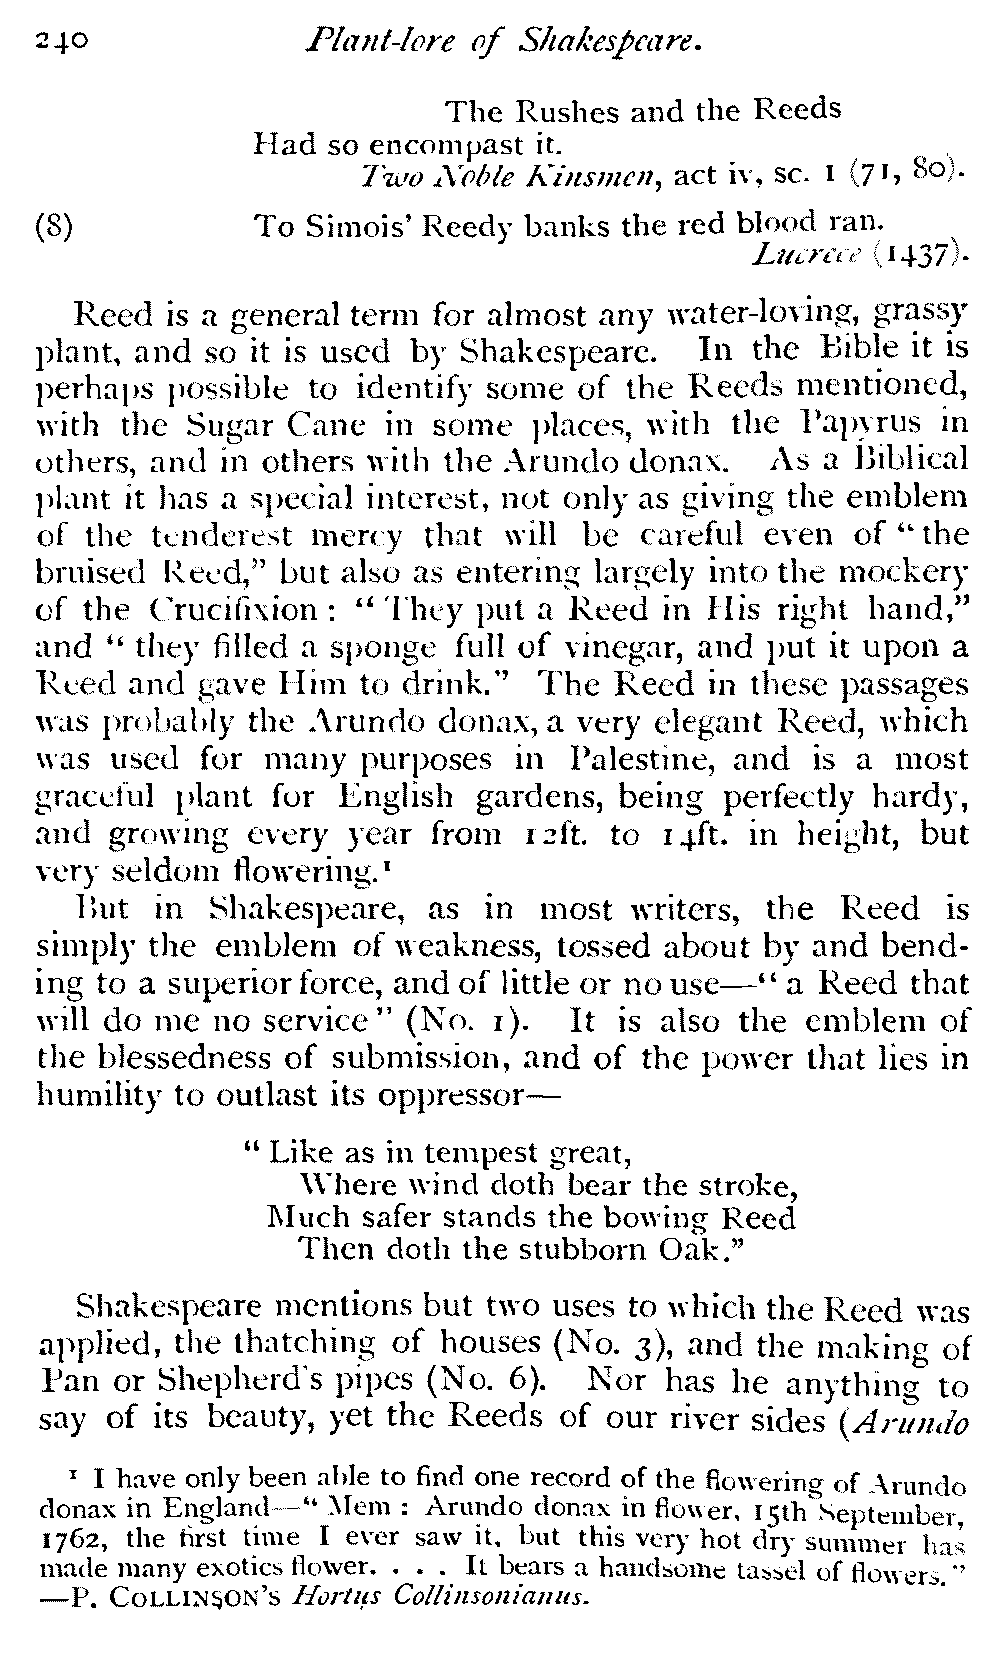 240 Plant-lore of Shakespeare.
The Rushes and the Reeds
Had so encompast it.
Two Noble Kinsmen, act iv, sc. 1 (71, 80).
(8) To Simois' Reedy banks the red blood ran.
Lucrece (1437).
Reed is a general term for almost any water-loving, grassy
plant, and so it is used by Shakespeare. In the Bible it is
perhaps possible to identify some of the Reeds mentioned,
with the Sugar Cane in some places, with the Papyrus in
others, and in others with the Arundo donax. As a Biblical
plant it has a special interest, not only as giving the emblem
of the tenderest mercy that will be careful even of "the
bruised Reed," but also as entering largely into the mockery
of the Crucifixion: "They put a Reed in His right hand,"
and "they filled a sponge full of vinegar, and put it upon a
Reed and gave Him to drink." The Reed in these passages
was probably the Arundo donax, a very elegant Reed, which
was used for many purposes in Palestine, and is a most
graceful plant for English gardens, being perfectly hardy,
and growing every year from 12ft. to 14ft. in height, but
very seldom flowering.¹
But in Shakespeare, as in most writers, the Reed is
simply the emblem of weakness, tossed about by and bend-
ing to a superior force, and of little or no use—"a Reed that
will do me no service" (No. 1). It is also the emblem of
the blessedness of submission, and of the power that lies in
humility to outlast its oppressor—
"Like as in tempest great,
Where wind doth bear the stroke,
Much safer stands the bowing Reed
Then doth the stubborn Oak."
Shakespeare mentions but two uses to which the Reed was
applied, the thatching of houses (No. 3), and the making of
Pan or Shepherd's pipes (No. 6). Nor has he anything to
say of its beauty, yet the Reeds of our river sides (Arundo
¹ I have only been able to find one record of the flowering of Arundo
donax in England—"Mem: Arundo donax in flower, 15th September,
1762, the first time I ever saw it, but this very hot dry summer has
made many exotics flower. . . . It bears a handsome tassel of flowers."
—P. COLLINSON'S Hortus Collinsonianus.